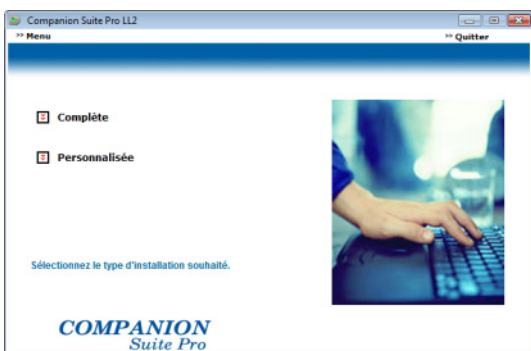 Companion Suite Pro LL2
>> Menu
>> Quitter
Complète
Personnalisée
Sélectionnez le type d'installation souhaité.
COMPANION
Suite Pro